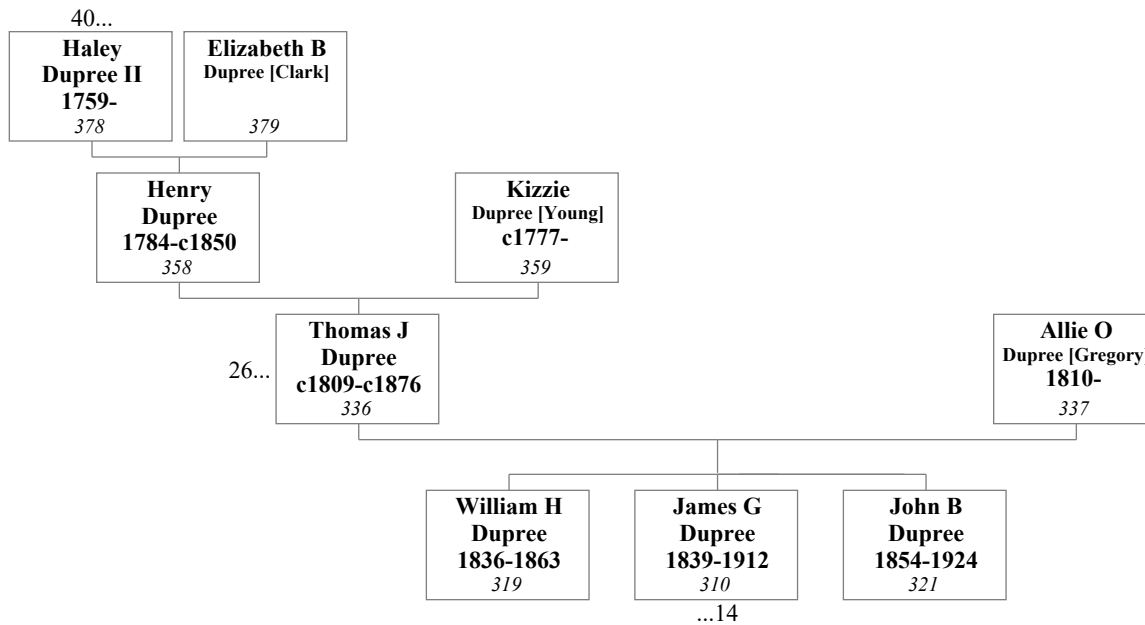 40...
Haley
Dupree II
1759-
378
Elizabeth B
Dupree [Clark]
379
Henry
Dupree
1784-c1850
358
Kizzie
Dupree [Young]
c1777-
359
26...
Thomas J
Dupree
c1809-c1876
336
Allie O
Dupree [Gregory]
1810-
337
William H
Dupree
1836-1863
319
James G
Dupree
1839-1912
310
John B
Dupree
1854-1924
321
...14